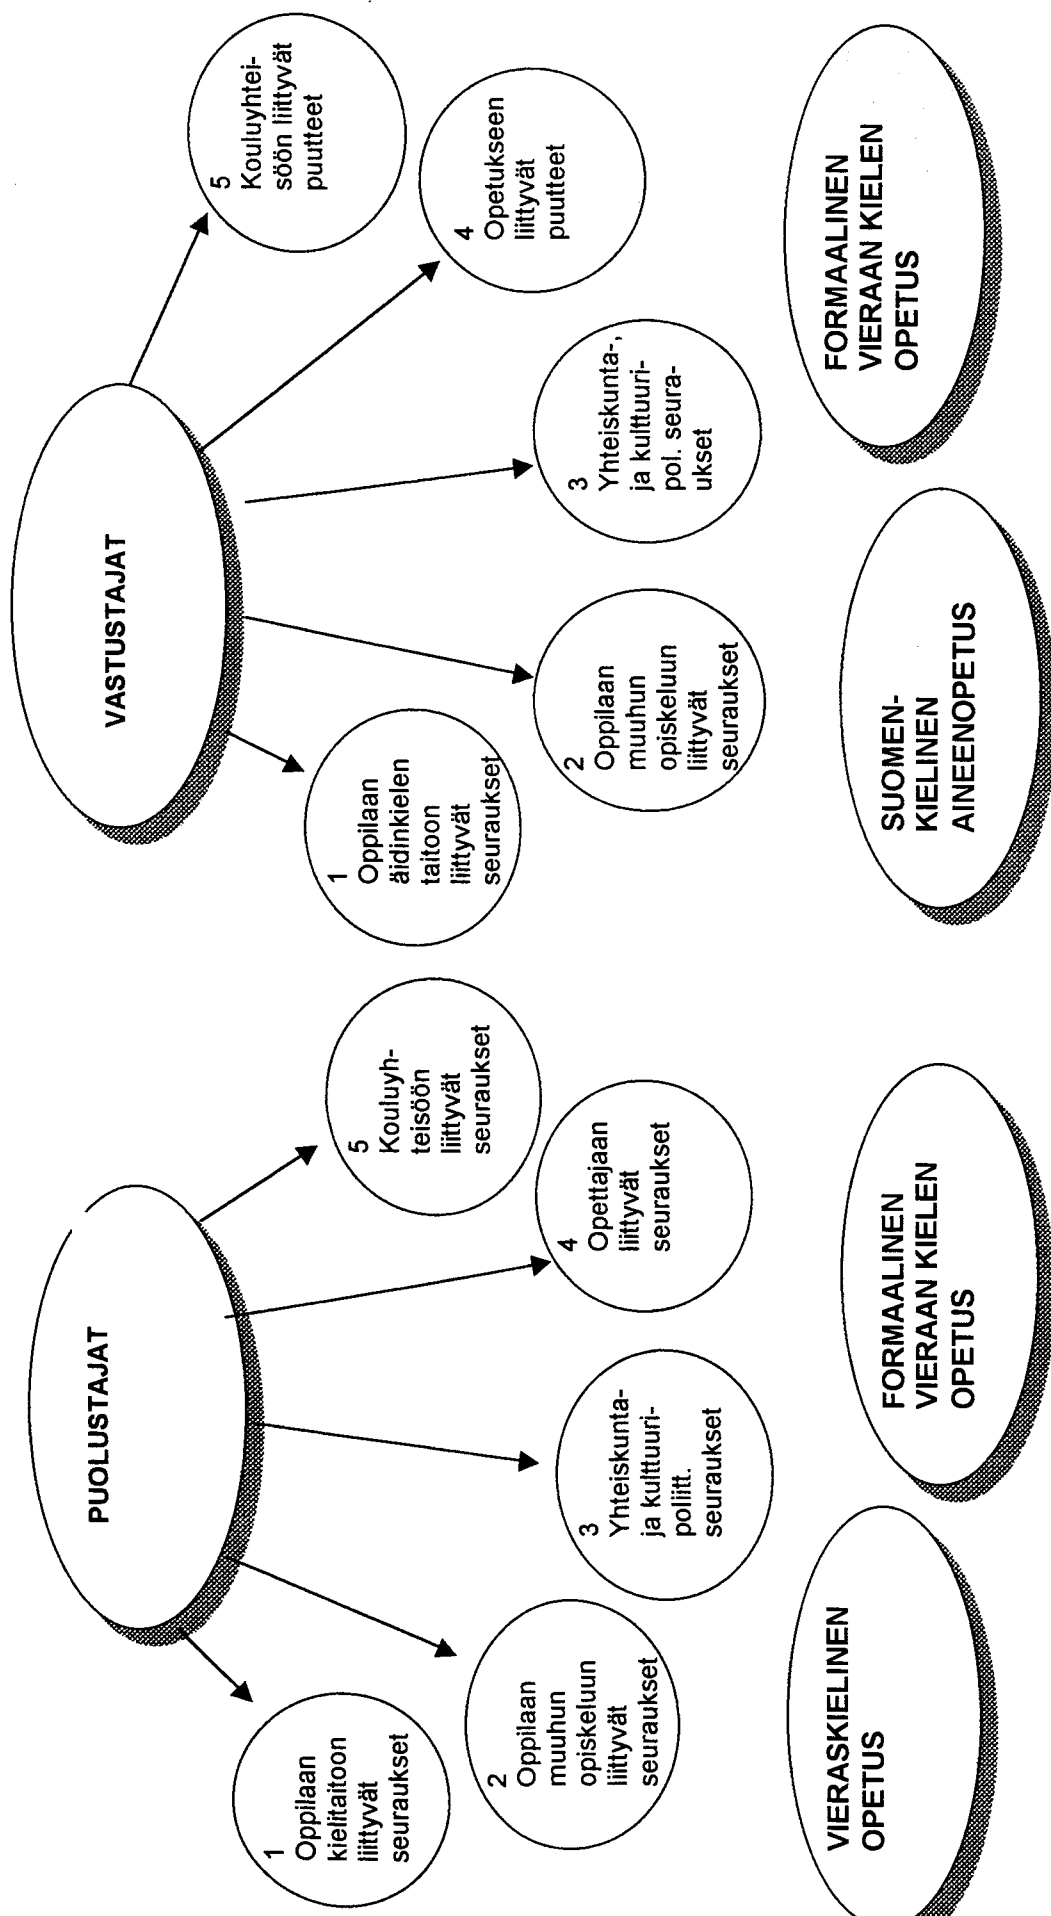 PUOLUSTAJAT
1
Oppilaan
kielitaitoon
liittyvät
seuraukset
2
Oppilaan
muuhun
opiskeluun
liittyvät
seuraukset
3
Yhteiskunta-
ja kulttuuri-
poliitt.
seuraukset
4
Opettajaan
liittyvät
seuraukset
5
Kouluyh-
teisöön
liittyvät
seuraukset
VIERASKIELINEN
OPETUS
FORMAALINEN
VIERAAN KIELEN
OPETUS
VASTUSTAJAT
1
Oppilaan
äidinkielen
taitoon
liittyvät
seuraukset
2
Oppilaan
muuhun
opiskeluun
liittyvät
seuraukset
3
Yhteiskunta-,
ja kulttuuri-
pol. seura-
ukset
4
Opetukseen
liittyvät
puutteet
5
Kouluyhtei-
söön liittyvät
puutteet
SUOMEN-
KIELINEN
AINEENOPETUS
FORMAALINEN
VIERAAN KIELEN
OPETUS